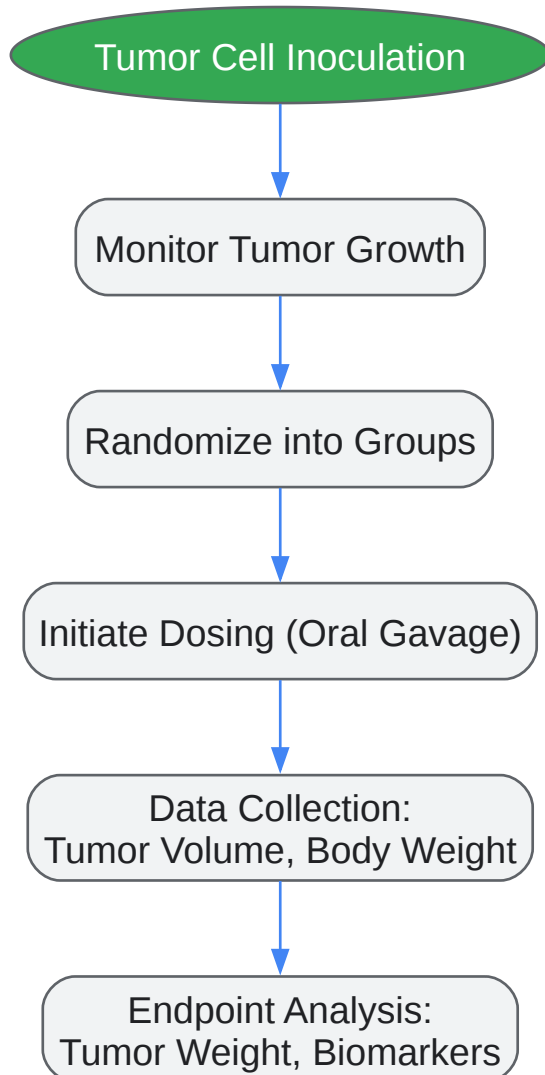 Tumor Cell Inoculation
Monitor Tumor Growth
Randomize into Groups
Initiate Dosing (Oral Gavage)
Data Collection:
Tumor Volume, Body Weight
Endpoint Analysis:
Tumor Weight, Biomarkers